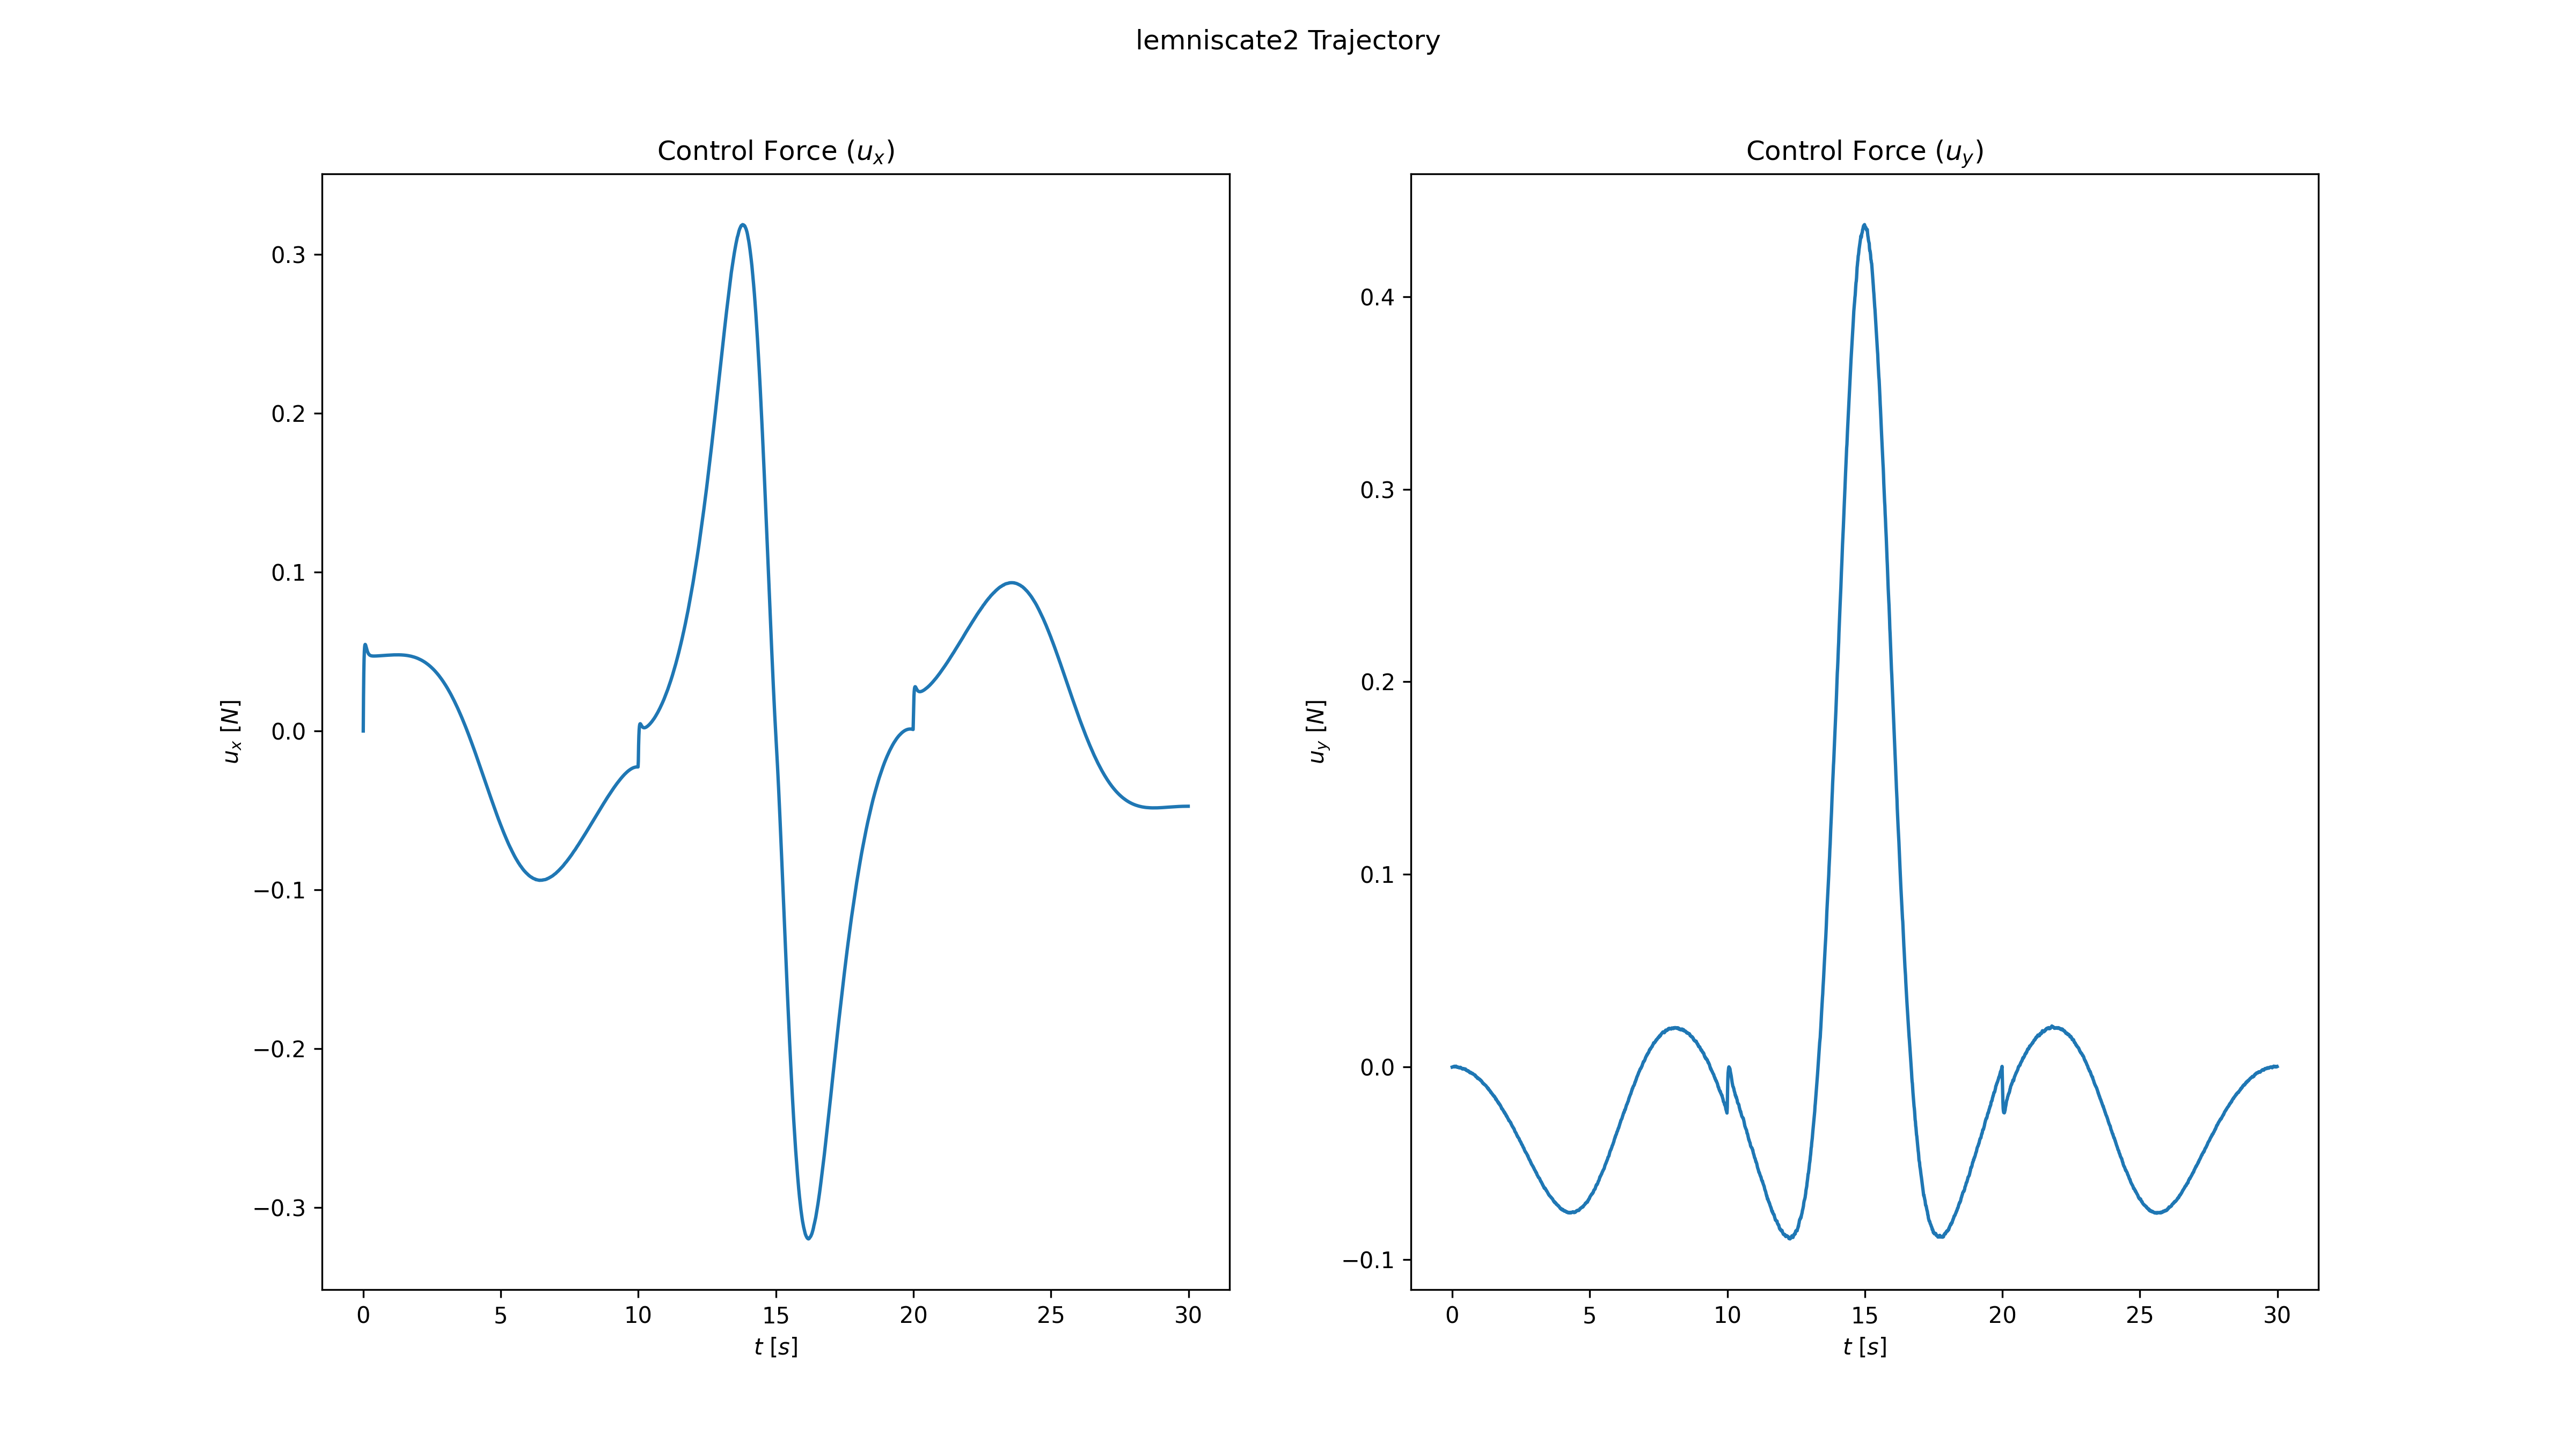 lemniscate2 Trajectory
Control Force (uₓ)
0.3
0.2
0.1
0.0
−0.1
−0.2
−0.3
uₓ [N]
0 5 10 15 20 25 30
t [s]
Control Force (u_y)
0.4
0.3
0.2
0.1
0.0
−0.1
u_y [N]
0 5 10 15 20 25 30
t [s]